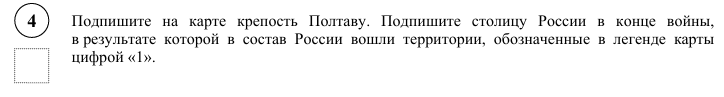 4
Подпишите на карте крепость Полтаву. Подпишите столицу России в конце войны,
в результате которой в состав России вошли территории, обозначенные в легенде карты
цифрой «1».